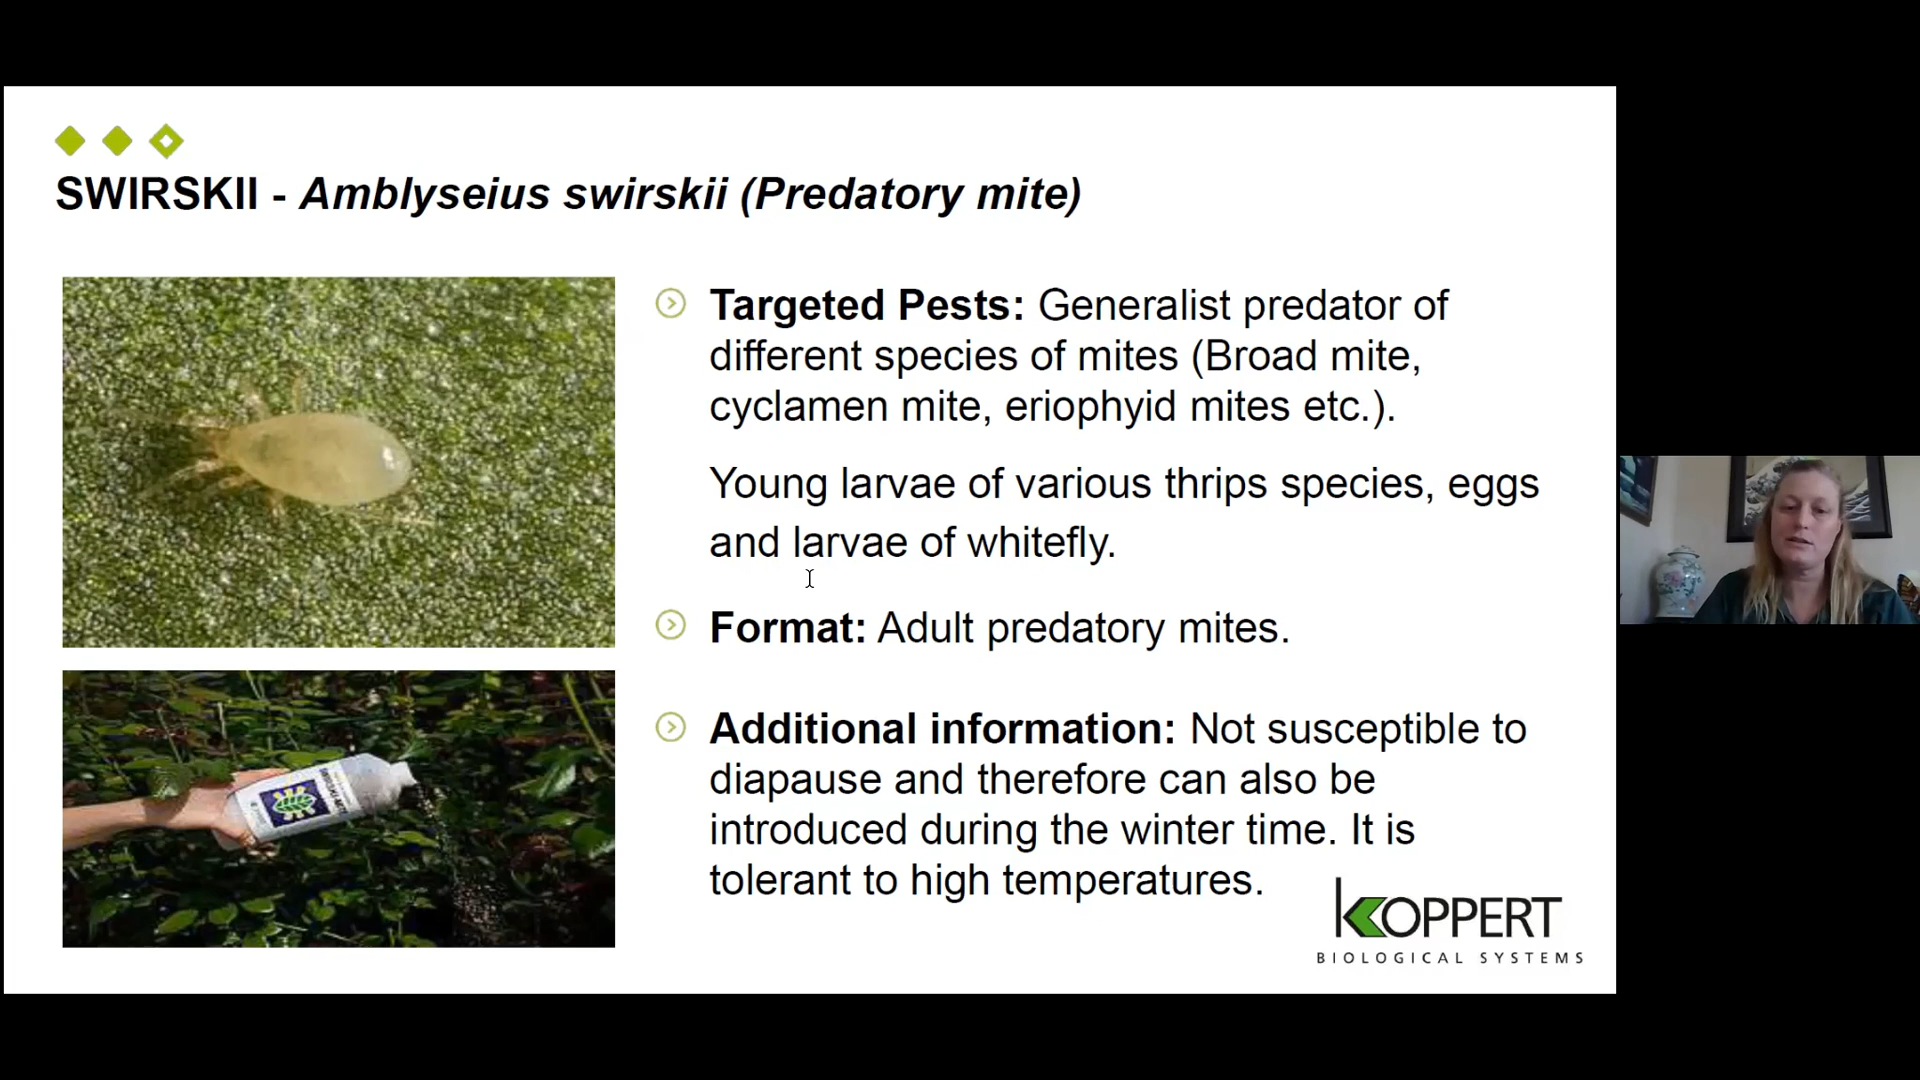 SWIRSKII - Amblyseius swirskii (Predatory mite)
Targeted Pests: Generalist predator of
different species of mites (Broad mite,
cyclamen mite, eriophyid mites etc.).
Young larvae of various thrips species, eggs
and larvae of whitefly.
Format: Adult predatory mites.
Additional information: Not susceptible to
diapause and therefore can also be
introduced during the winter time. It is
tolerant to high temperatures.
KOPPERT
BIOLOGICAL SYSTEMS